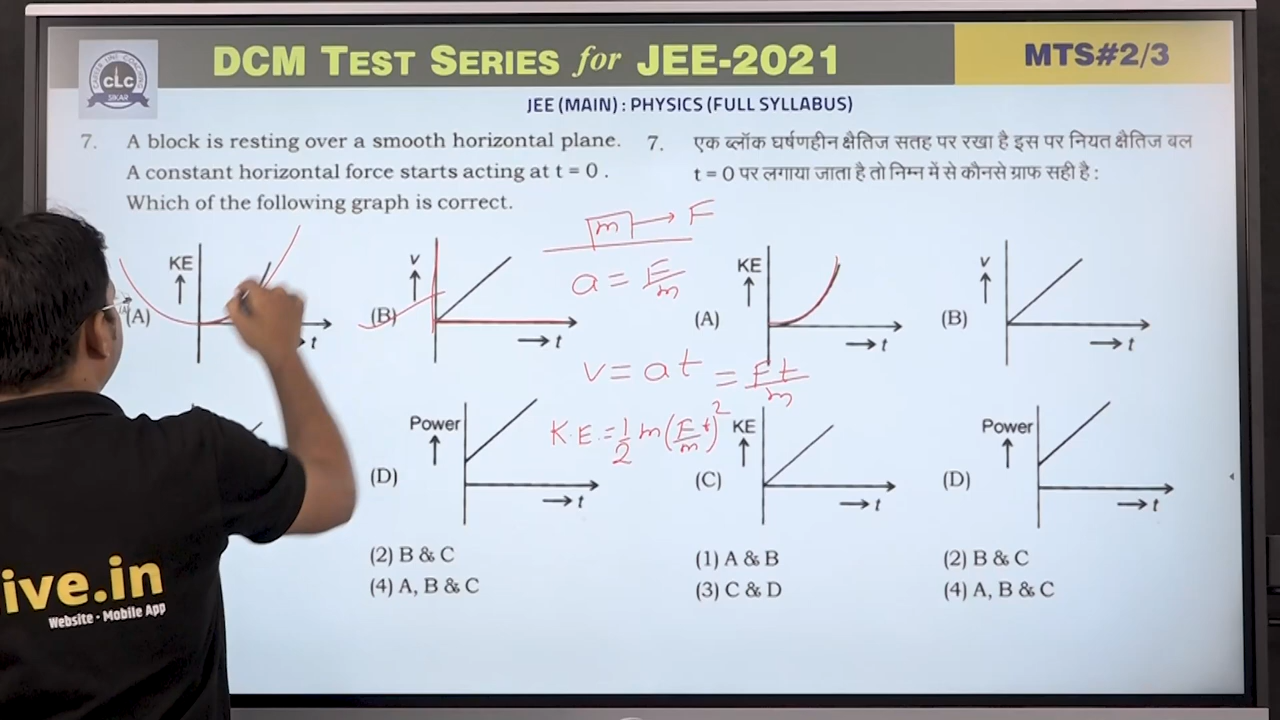 DCM TEST SERIES for JEE-2021
MTS#2/3
CLC
SIKAR
JEE (MAIN) : PHYSICS (FULL SYLLABUS)
7. A block is resting over a smooth horizontal plane.
A constant horizontal force starts acting at t = 0 .
Which of the following graph is correct.
KE
(A)
t
v
(B)
t
Power
(D)
t
(2) B & C
(4) A, B & C
m F
a = F/m
v = at = Ft/m
K.E. = 1/2 m (F/m t)²
7. एक ब्लॉक घर्षणहीन क्षैतिज सतह पर रखा है इस पर नियत क्षैतिज बल
t = 0 पर लगाया जाता है तो निम्न में से कौनसे ग्राफ सही है :
KE
(A)
t
v
(B)
t
KE
(C)
t
Power
(D)
t
(1) A & B
(2) B & C
(3) C & D
(4) A, B & C
ive.in
Website • Mobile App